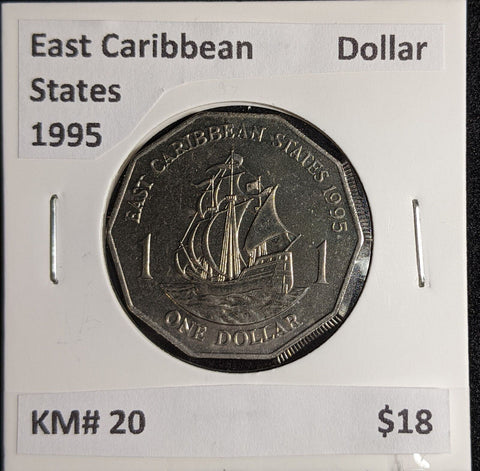 East Caribbean Dollar
States
1995
EAST CARIBBEAN STATES 1995
1 1
ONE DOLLAR
KM# 20 $18